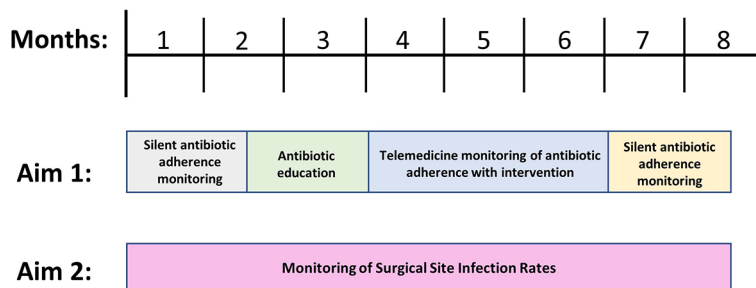 Months: 1 2 3 4 5 6 7 8
Silent antibiotic
adherence
monitoring
Antibiotic
education
Telemedicine monitoring of antibiotic
adherence with intervention
Silent antibiotic
adherence
monitoring
Aim 1:
Aim 2:
Monitoring of Surgical Site Infection Rates